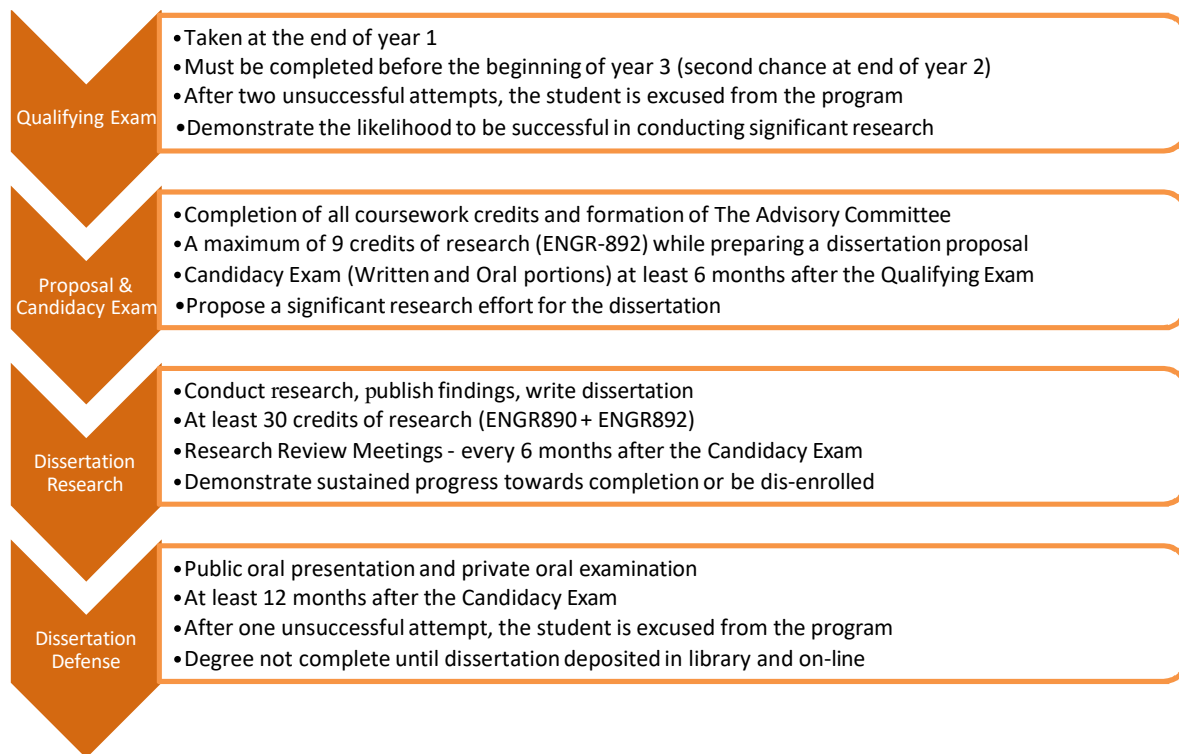 Qualifying Exam
•Taken at the end of year 1
•Must be completed before the beginning of year 3 (second chance at end of year 2)
•After two unsuccessful attempts, the student is excused from the program
•Demonstrate the likelihood to be successful in conducting significant research
Proposal &
Candidacy Exam
•Completion of all coursework credits and formation of The Advisory Committee
•A maximum of 9 credits of research (ENGR-892) while preparing a dissertation proposal
•Candidacy Exam (Written and Oral portions) at least 6 months after the Qualifying Exam
•Propose a significant research effort for the dissertation
Dissertation
Research
•Conduct research, publish findings, write dissertation
•At least 30 credits of research (ENGR890 + ENGR892)
•Research Review Meetings - every 6 months after the Candidacy Exam
•Demonstrate sustained progress towards completion or be dis-enrolled
Dissertation
Defense
•Public oral presentation and private oral examination
•At least 12 months after the Candidacy Exam
•After one unsuccessful attempt, the student is excused from the program
•Degree not complete until dissertation deposited in library and on-line